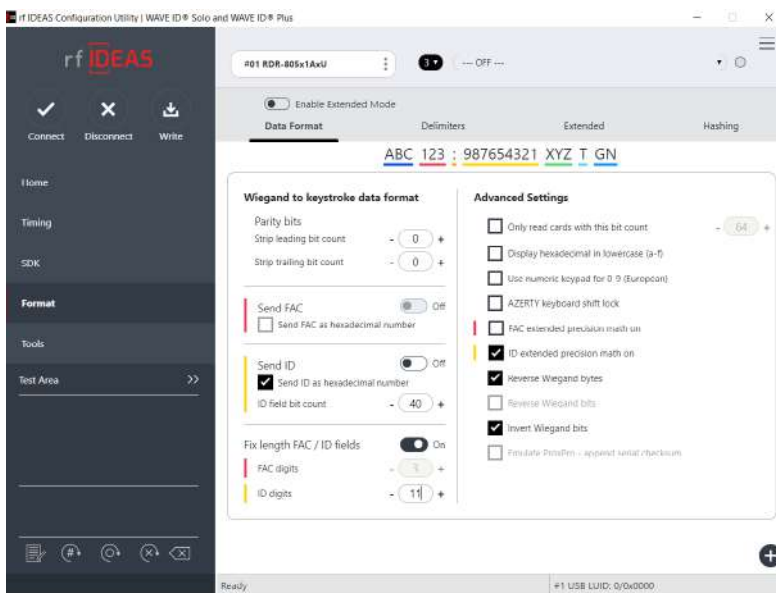 rf IDEAS Configuration Utility | WAVE ID® Solo and WAVE ID® Plus
rf IDEAS
#01 RDR-805x1AxU
3
--- OFF ---
Connect
Disconnect
Write
Enable Extended Mode
Data Format
Delimiters
Extended
Hashing
ABC 123 : 987654321 XYZ T GN
Home
Timing
SDK
Format
Tools
Test Area >>
Wiegand to keystroke data format
Parity bits
Strip leading bit count - 0 +
Strip trailing bit count - 0 +
Send FAC Off
Send FAC as hexadecimal number
Send ID Off
Send ID as hexadecimal number
ID field bit count - 40 +
Fix length FAC / ID fields On
FAC digits - 3 +
ID digits - 11 +
Advanced Settings
Only read cards with this bit count - 64 +
Display hexadecimal in lowercase (a-f)
Use numeric keypad for 0-9 (European)
AZERTY keyboard shift lock
FAC extended precision math on
ID extended precision math on
Reverse Wiegand bytes
Reverse Wiegand bits
Invert Wiegand bits
Emulate ProxPro - append serial checksum
Ready
#1 USB LUID: 0/0x0000